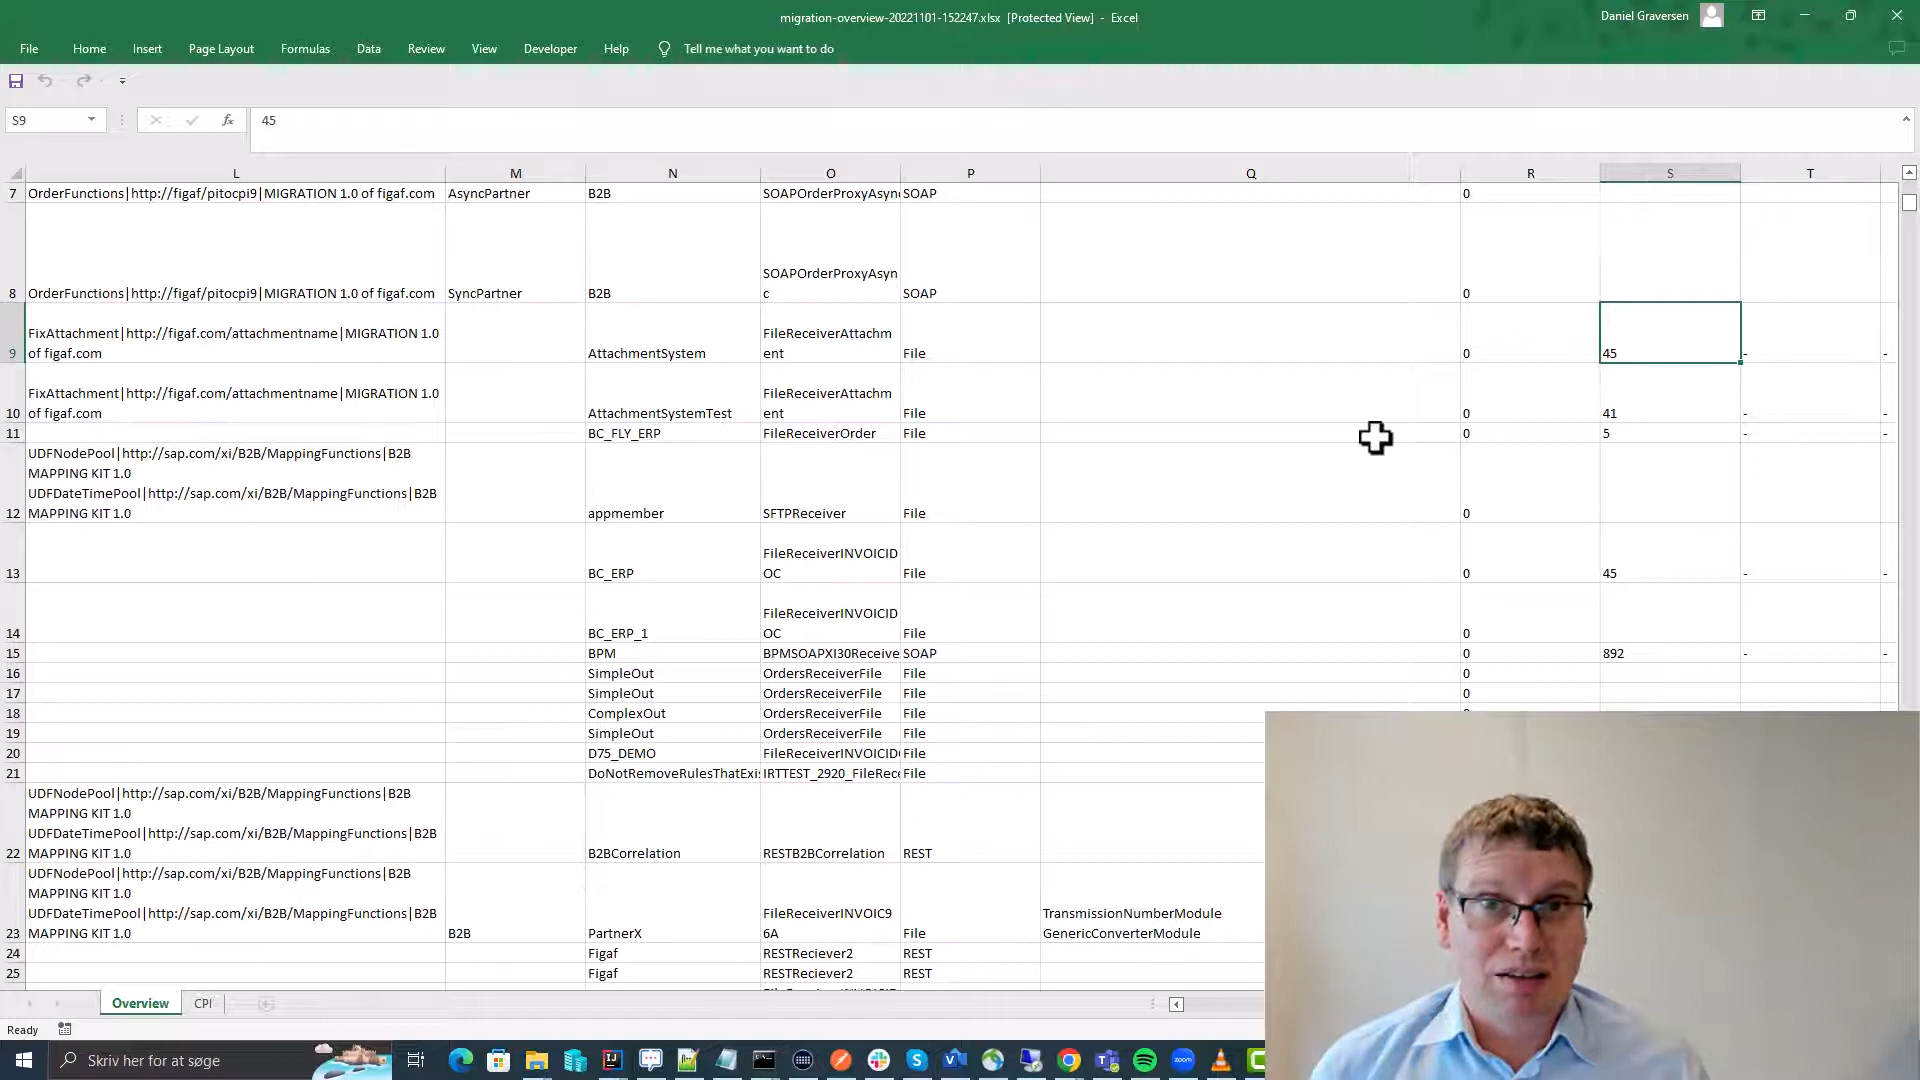 migration-overview-20221101-152247.xlsx [Protected View] - Excel
Daniel Graversen
File Home Insert Page Layout Formulas Data Review View Developer Help Tell me what you want to do
S9 fx 45
L M N O P Q R S T
7 OrderFunctions|http://figaf/pitocpi9|MIGRATION 1.0 of figaf.com AsyncPartner B2B SOAPOrderProxyAsync SOAP 0
SOAPOrderProxyAsyn
8 OrderFunctions|http://figaf/pitocpi9|MIGRATION 1.0 of figaf.com SyncPartner B2B c SOAP 0
FixAttachment|http://figaf.com/attachmentname|MIGRATION 1.0 FileReceiverAttachm
9 of figaf.com AttachmentSystem ent File 0 45 - -
FixAttachment|http://figaf.com/attachmentname|MIGRATION 1.0 FileReceiverAttachm
10 of figaf.com AttachmentSystemTest ent File 0 41 - -
11 BC_FLY_ERP FileReceiverOrder File 0 5 - -
UDFNodePool|http://sap.com/xi/B2B/MappingFunctions|B2B
MAPPING KIT 1.0
UDFDateTimePool|http://sap.com/xi/B2B/MappingFunctions|B2B
12 MAPPING KIT 1.0 appmember SFTPReceiver File 0
FileReceiverINVOICID
13 BC_ERP OC File 0 45 - -
FileReceiverINVOICID
14 BC_ERP_1 OC File 0
15 BPM BPMSOAPXI30Receive SOAP 0 892 - -
16 SimpleOut OrdersReceiverFile File 0
17 SimpleOut OrdersReceiverFile File 0
18 ComplexOut OrdersReceiverFile File
19 SimpleOut OrdersReceiverFile File
20 D75_DEMO FileReceiverINVOICID File
21 DoNotRemoveRulesThatExis IRTTEST_2920_FileRece File
UDFNodePool|http://sap.com/xi/B2B/MappingFunctions|B2B
MAPPING KIT 1.0
UDFDateTimePool|http://sap.com/xi/B2B/MappingFunctions|B2B
22 MAPPING KIT 1.0 B2BCorrelation RESTB2BCorrelation REST
UDFNodePool|http://sap.com/xi/B2B/MappingFunctions|B2B
MAPPING KIT 1.0
UDFDateTimePool|http://sap.com/xi/B2B/MappingFunctions|B2B FileReceiverINVOIC9 TransmissionNumberModule
23 MAPPING KIT 1.0 B2B PartnerX 6A File GenericConverterModule
24 Figaf RESTReciever2 REST
25 Figaf RESTReciever2 REST
Overview CPI
Ready
Skriv her for at søge
zoom